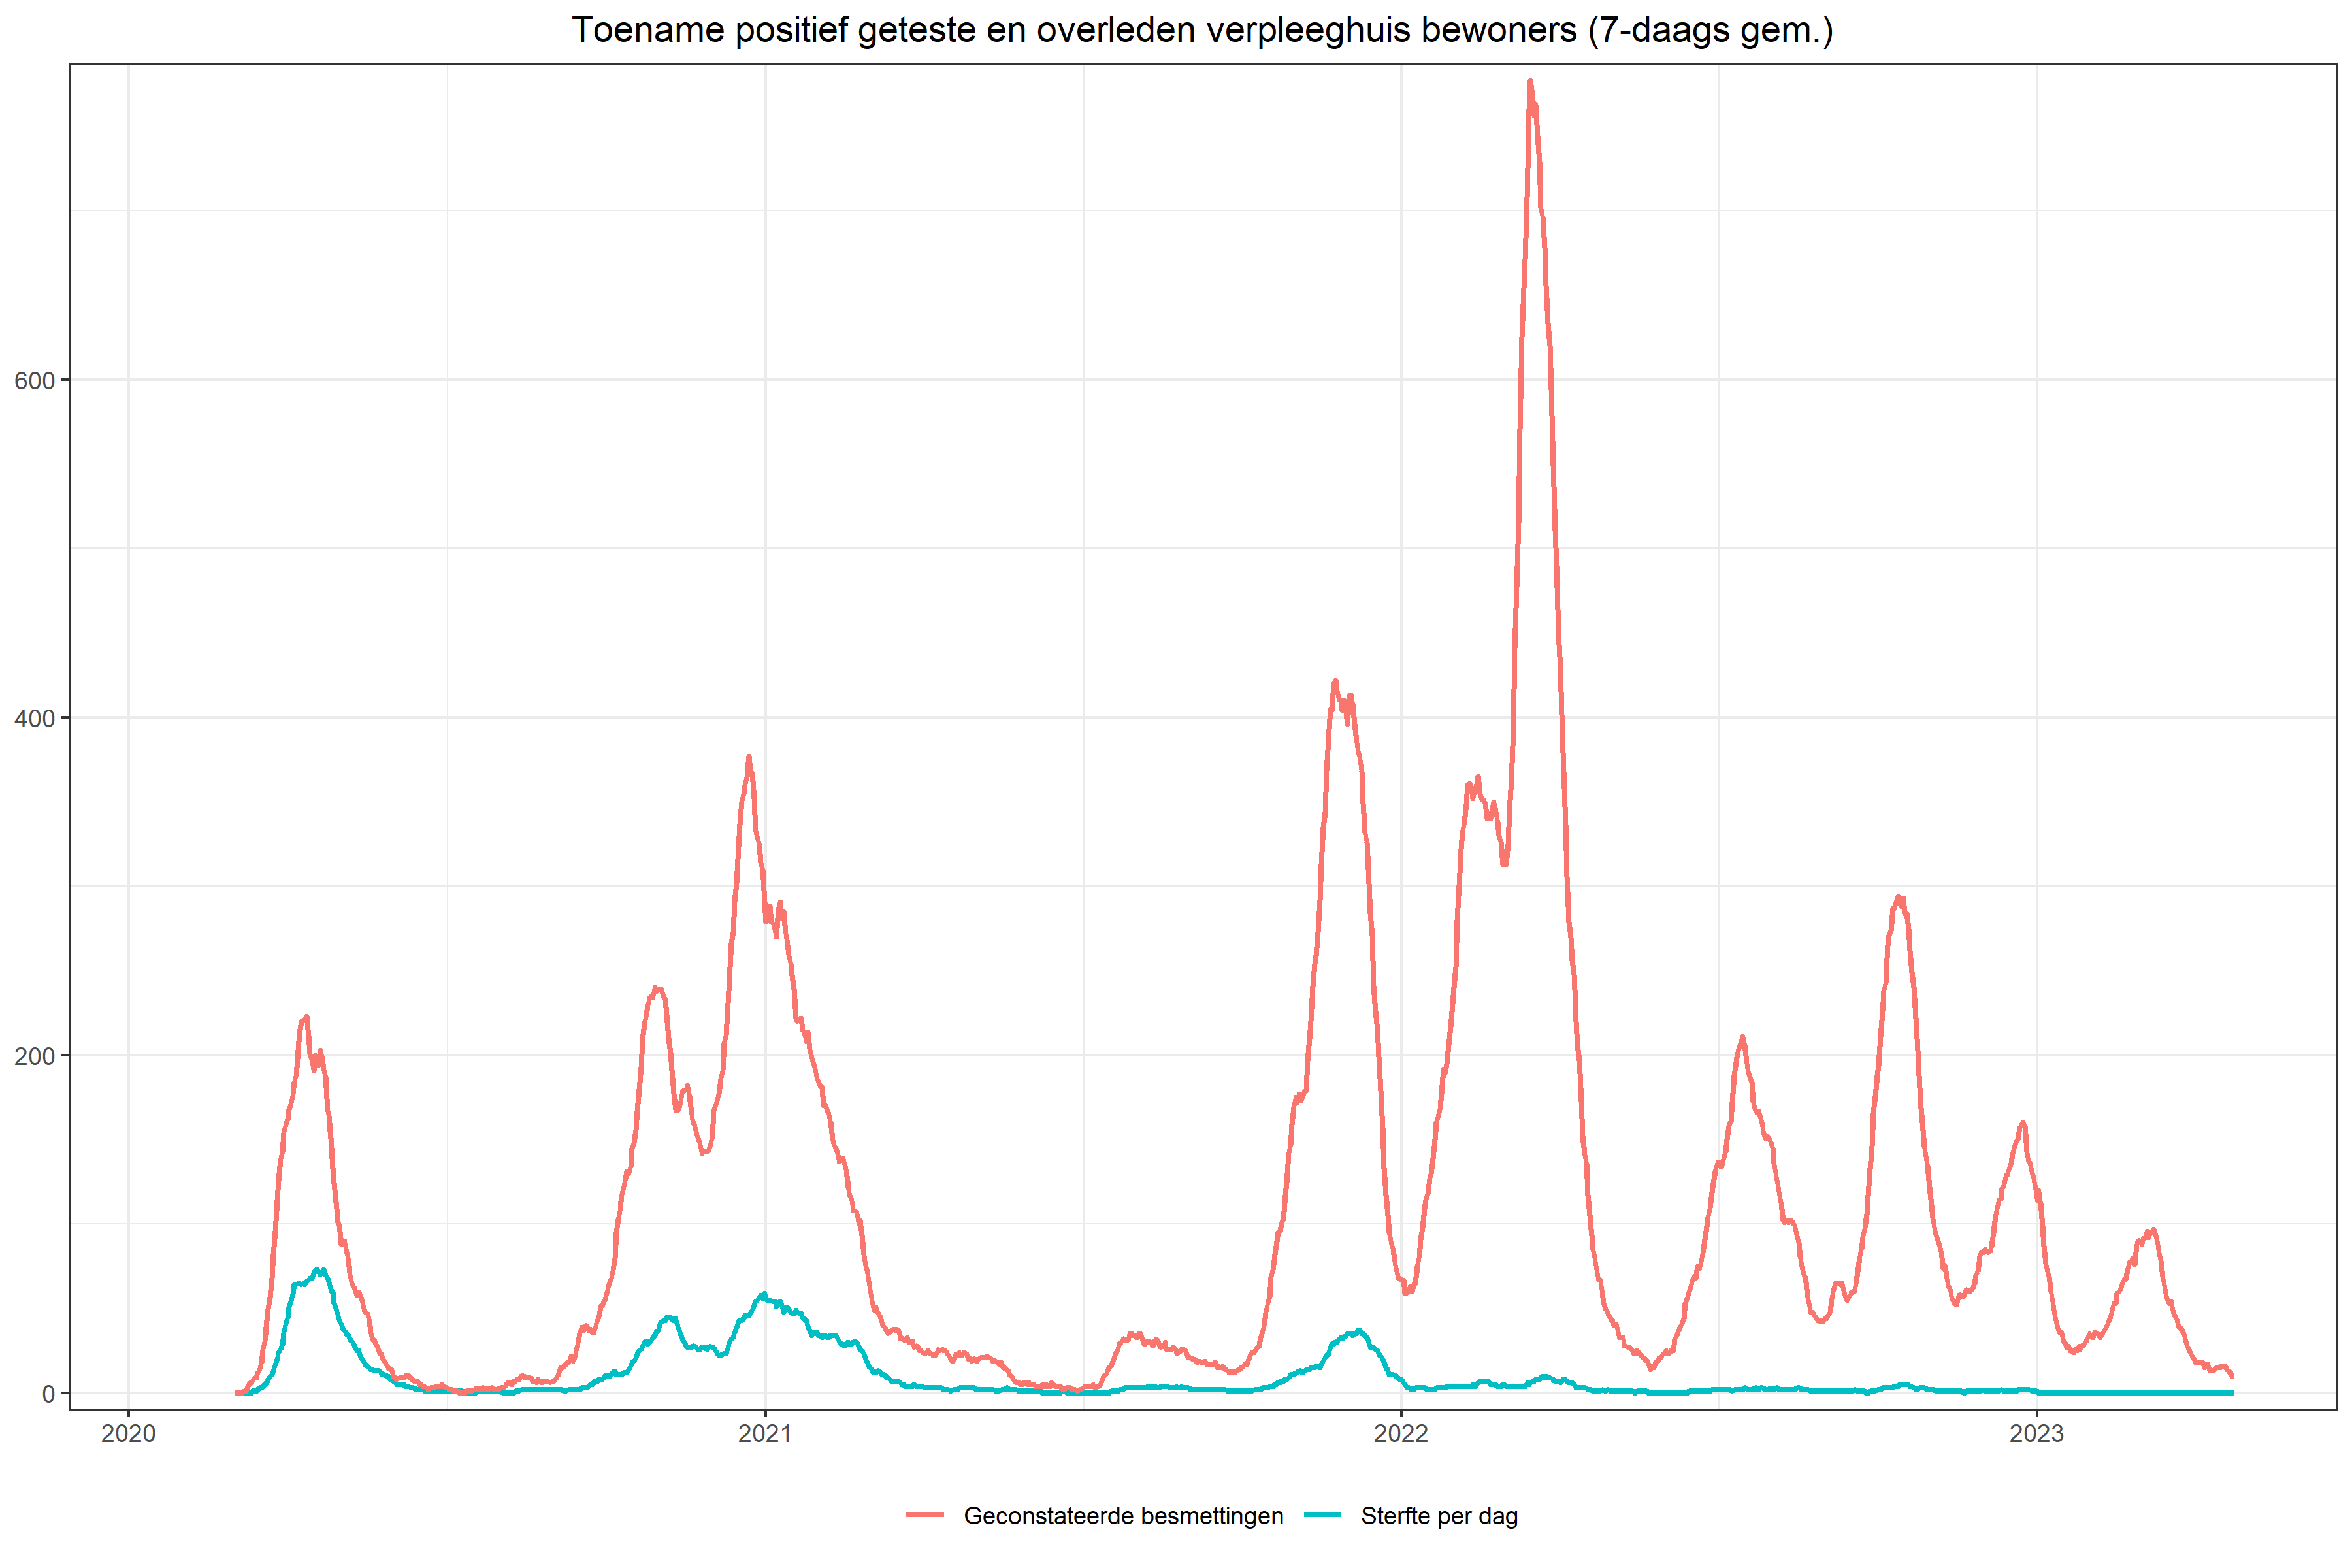 Toename positief geteste en overleden verpleeghuis bewoners (7-daags gem.)
600
400
200
0
2020 2021 2022 2023
Geconstateerde besmettingen Sterfte per dag